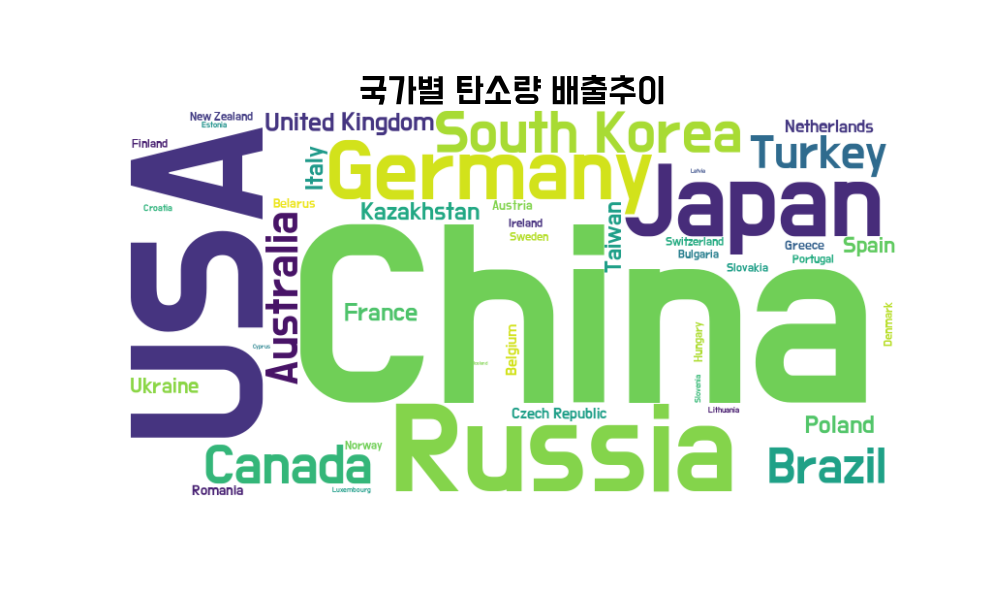 국가별 탄소량 배출추이
New Zealand
Estonia
United Kingdom
South Korea
Netherlands
Finland
Italy
Germany
Turkey
USA
Latvia
Japan
Croatia
Belarus
Kazakhstan
Austria
Ireland
Sweden
Taiwan
Switzerland
Bulgaria
Greece
Spain
Portugal
Slovakia
Australia
China
France
Cyprus
Belgium
Hungary
Denmark
Ukraine
Slovenia
Czech Republic
Lithuania
Russia
Poland
Norway
Canada
Brazil
Romania
Luxembourg